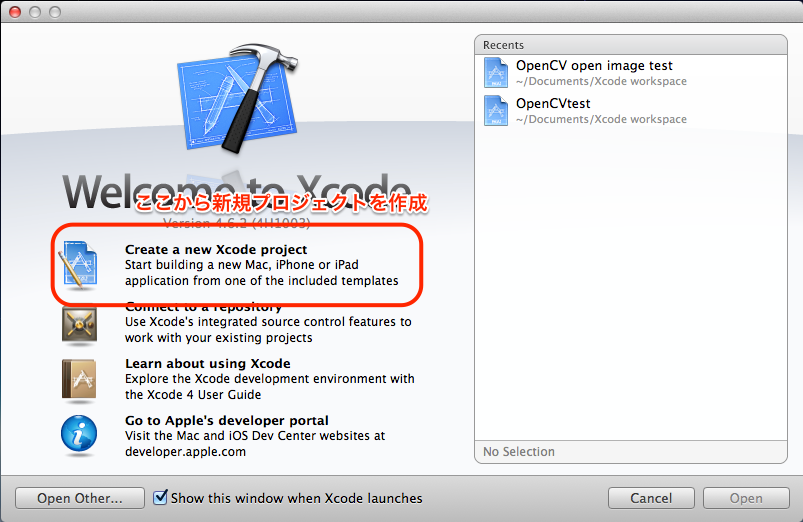 Welcome to Xcode
ここから新規プロジェクトを作成
Version 4.6.2 (4H1003)
Create a new Xcode project
Start building a new Mac, iPhone or iPad
application from one of the included templates
Connect to a repository
Use Xcode's integrated source control features to
work with your existing projects
Learn about using Xcode
Explore the Xcode development environment with
the Xcode 4 User Guide
Go to Apple's developer portal
Visit the Mac and iOS Dev Center websites at
developer.apple.com
Recents
OpenCV open image test
~/Documents/Xcode workspace
OpenCVtest
~/Documents/Xcode workspace
No Selection
Open Other...
Show this window when Xcode launches
Cancel
Open